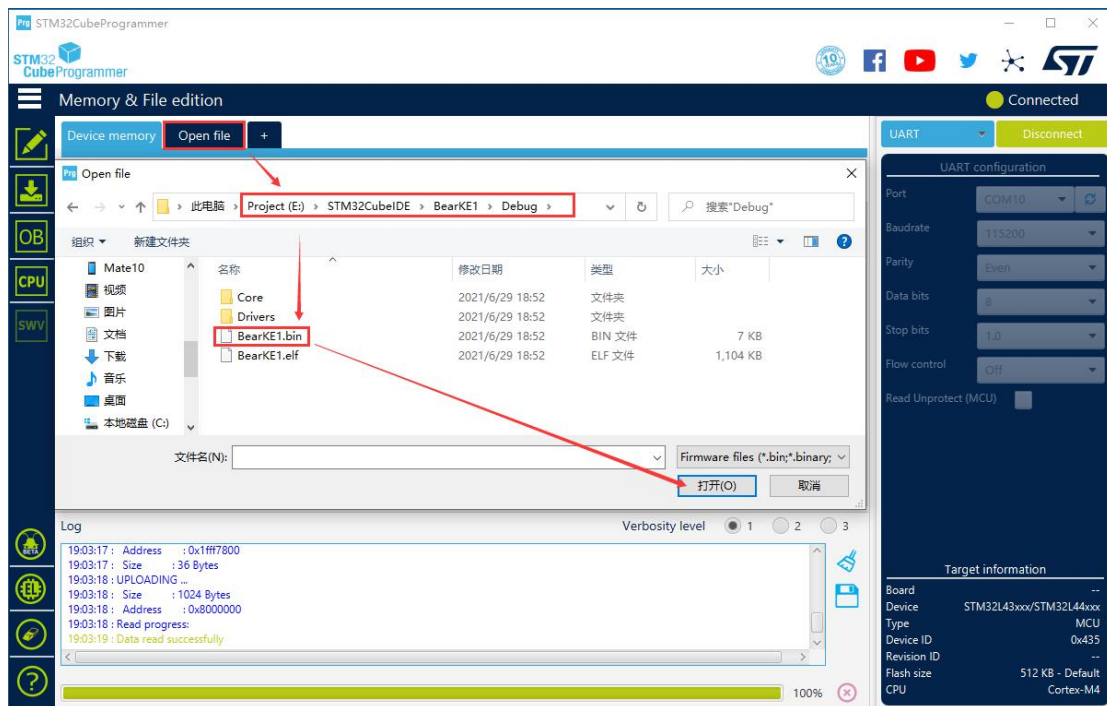 Prg STM32CubeProgrammer
STM32
CubeProgrammer
10
Memory & File edition
Connected
Device memory Open file +
UART Disconnect
Prg Open file
UART configuration
此电脑 > Project (E:) > STM32CubeIDE > BearKE1 > Debug >
搜索"Debug"
Port COM10
组织 新建文件夹
Baudrate 115200
OB
名称 修改日期 类型 大小
Mate10
Parity Even
CPU
视频
Core 2021/6/29 18:52 文件夹
Data bits 8
图片
Drivers 2021/6/29 18:52 文件夹
SWV
文档
BearKE1.bin 2021/6/29 18:52 BIN 文件 7 KB
Stop bits 1.0
下载
BearKE1.elf 2021/6/29 18:52 ELF 文件 1,104 KB
音乐
Flow control Off
桌面
Read Unprotect (MCU)
本地磁盘 (C:)
文件名(N):
Firmware files (*.bin;*.binary;
打开(O) 取消
Log Verbosity level 1 2 3
BETA
19:03:17 : Address : 0x1fff7800
19:03:17 : Size : 36 Bytes
19:03:18 : UPLOADING ...
19:03:18 : Size : 1024 Bytes
19:03:18 : Address : 0x8000000
19:03:18 : Read progress:
19:03:19 : Data read successfully
100%
Target information
Board --
Device STM32L43xxx/STM32L44xxx
Type MCU
Device ID 0x435
Revision ID --
Flash size 512 KB - Default
CPU Cortex-M4